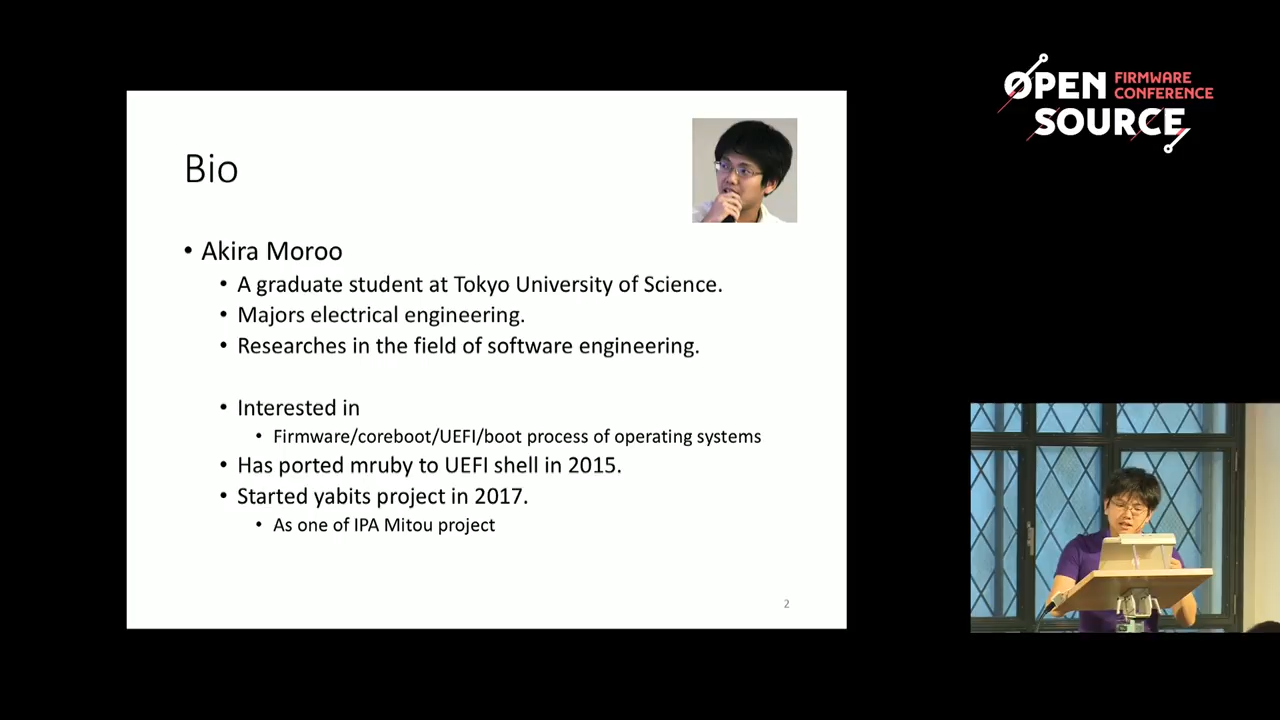 Bio
• Akira Moroo
• A graduate student at Tokyo University of Science.
• Majors electrical engineering.
• Researches in the field of software engineering.
• Interested in
• Firmware/coreboot/UEFI/boot process of operating systems
• Has ported mruby to UEFI shell in 2015.
• Started yabits project in 2017.
• As one of IPA Mitou project
2
OPEN FIRMWARE
CONFERENCE
SOURCE